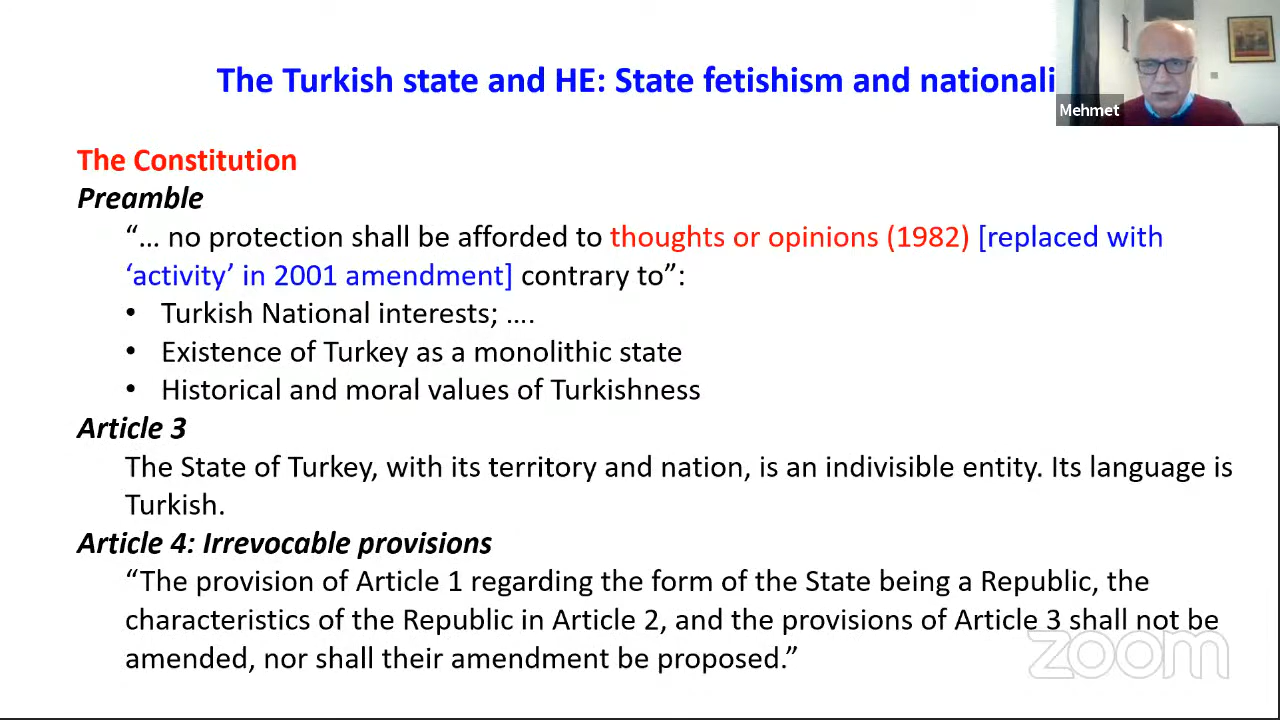 The Turkish state and HE: State fetishism and nationali
Mehmet
The Constitution
Preamble
“… no protection shall be afforded to thoughts or opinions (1982) [replaced with
‘activity’ in 2001 amendment] contrary to”:
• Turkish National interests; ….
• Existence of Turkey as a monolithic state
• Historical and moral values of Turkishness
Article 3
The State of Turkey, with its territory and nation, is an indivisible entity. Its language is
Turkish.
Article 4: Irrevocable provisions
“The provision of Article 1 regarding the form of the State being a Republic, the
characteristics of the Republic in Article 2, and the provisions of Article 3 shall not be
amended, nor shall their amendment be proposed.”
zoom